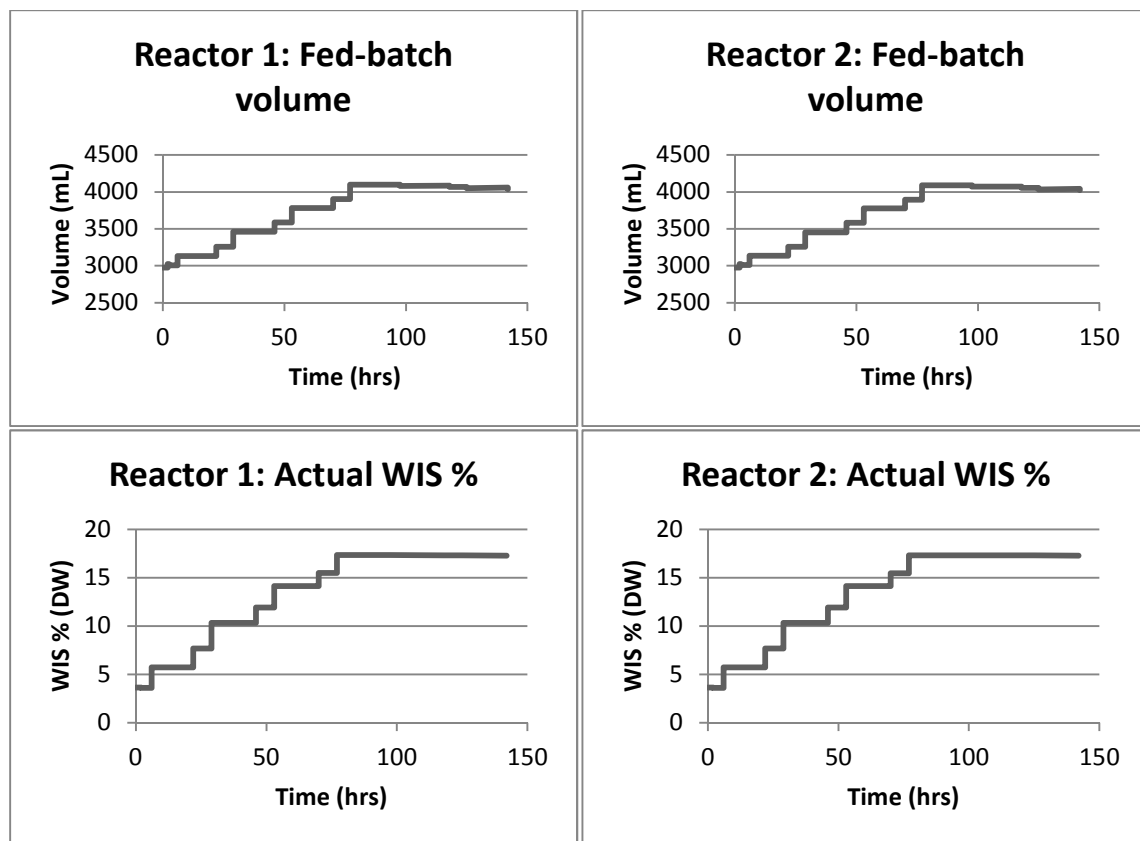 Reactor 1: Fed-batch
volume
Volume (mL)
4500
4000
3500
3000
2500
0
50
100
150
Time (hrs)
Reactor 2: Fed-batch
volume
Volume (mL)
4500
4000
3500
3000
2500
0
50
100
150
Time (hrs)
Reactor 1: Actual WIS %
WIS % (DW)
20
15
10
5
0
0
50
100
150
Time (hrs)
Reactor 2: Actual WIS %
WIS % (DW)
20
15
10
5
0
0
50
100
150
Time (hrs)